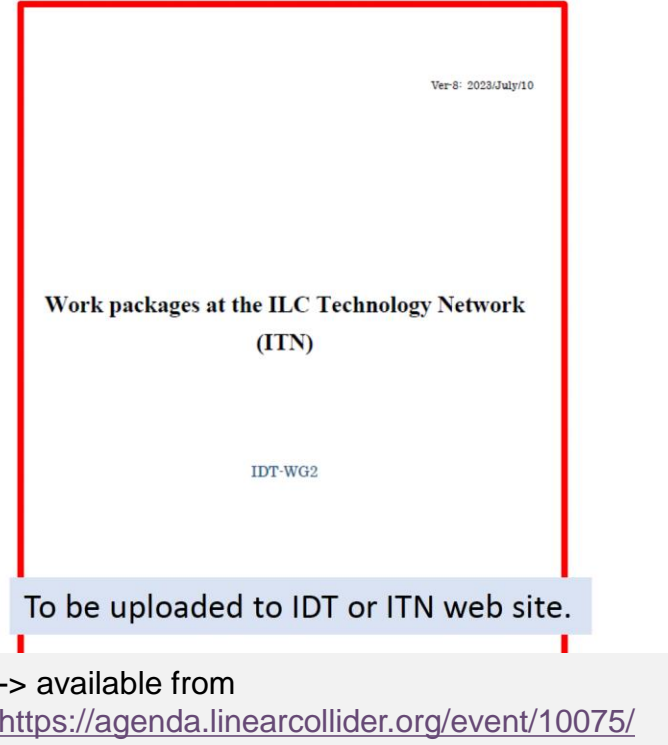 Ver-8: 2023/July/10
Work packages at the ILC Technology Network
(ITN)
IDT-WG2
To be uploaded to IDT or ITN web site.
-> available from
https://agenda.linearcollider.org/event/10075/